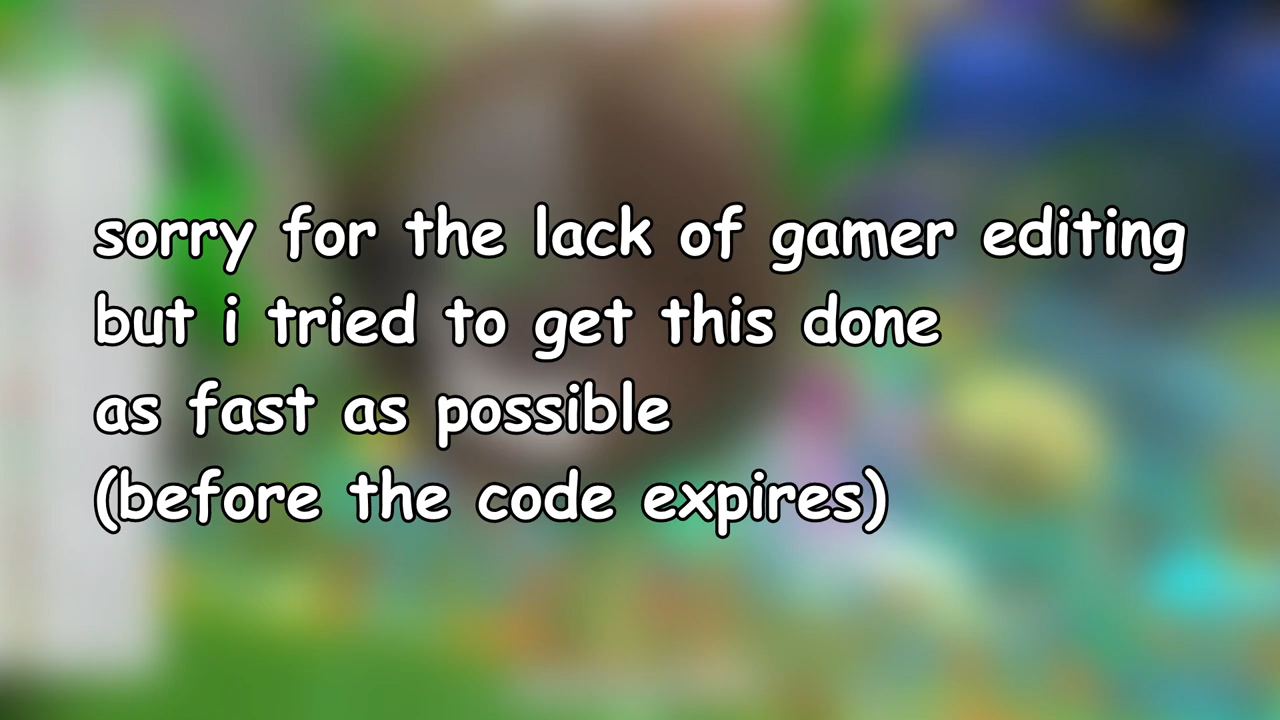 sorry for the lack of gamer editing
but i tried to get this done
as fast as possible
(before the code expires)